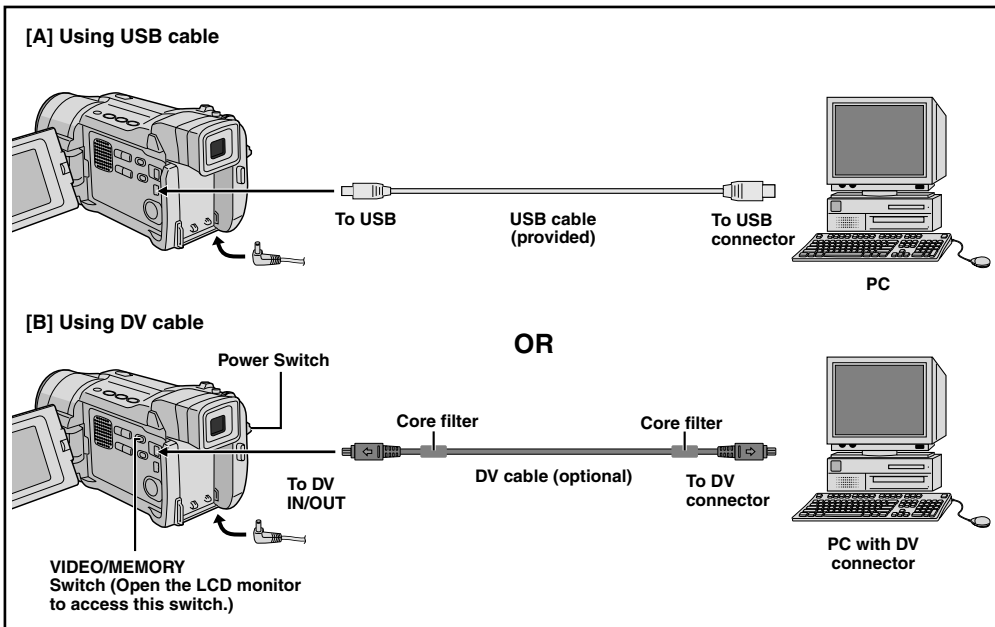 [A] Using USB cable
To USB
USB cable
(provided)
To USB
connector
PC
[B] Using DV cable
OR
Power Switch
Core filter
Core filter
To DV
IN/OUT
DV cable (optional)
To DV
connector
PC with DV
connector
VIDEO/MEMORY
Switch (Open the LCD monitor
to access this switch.)